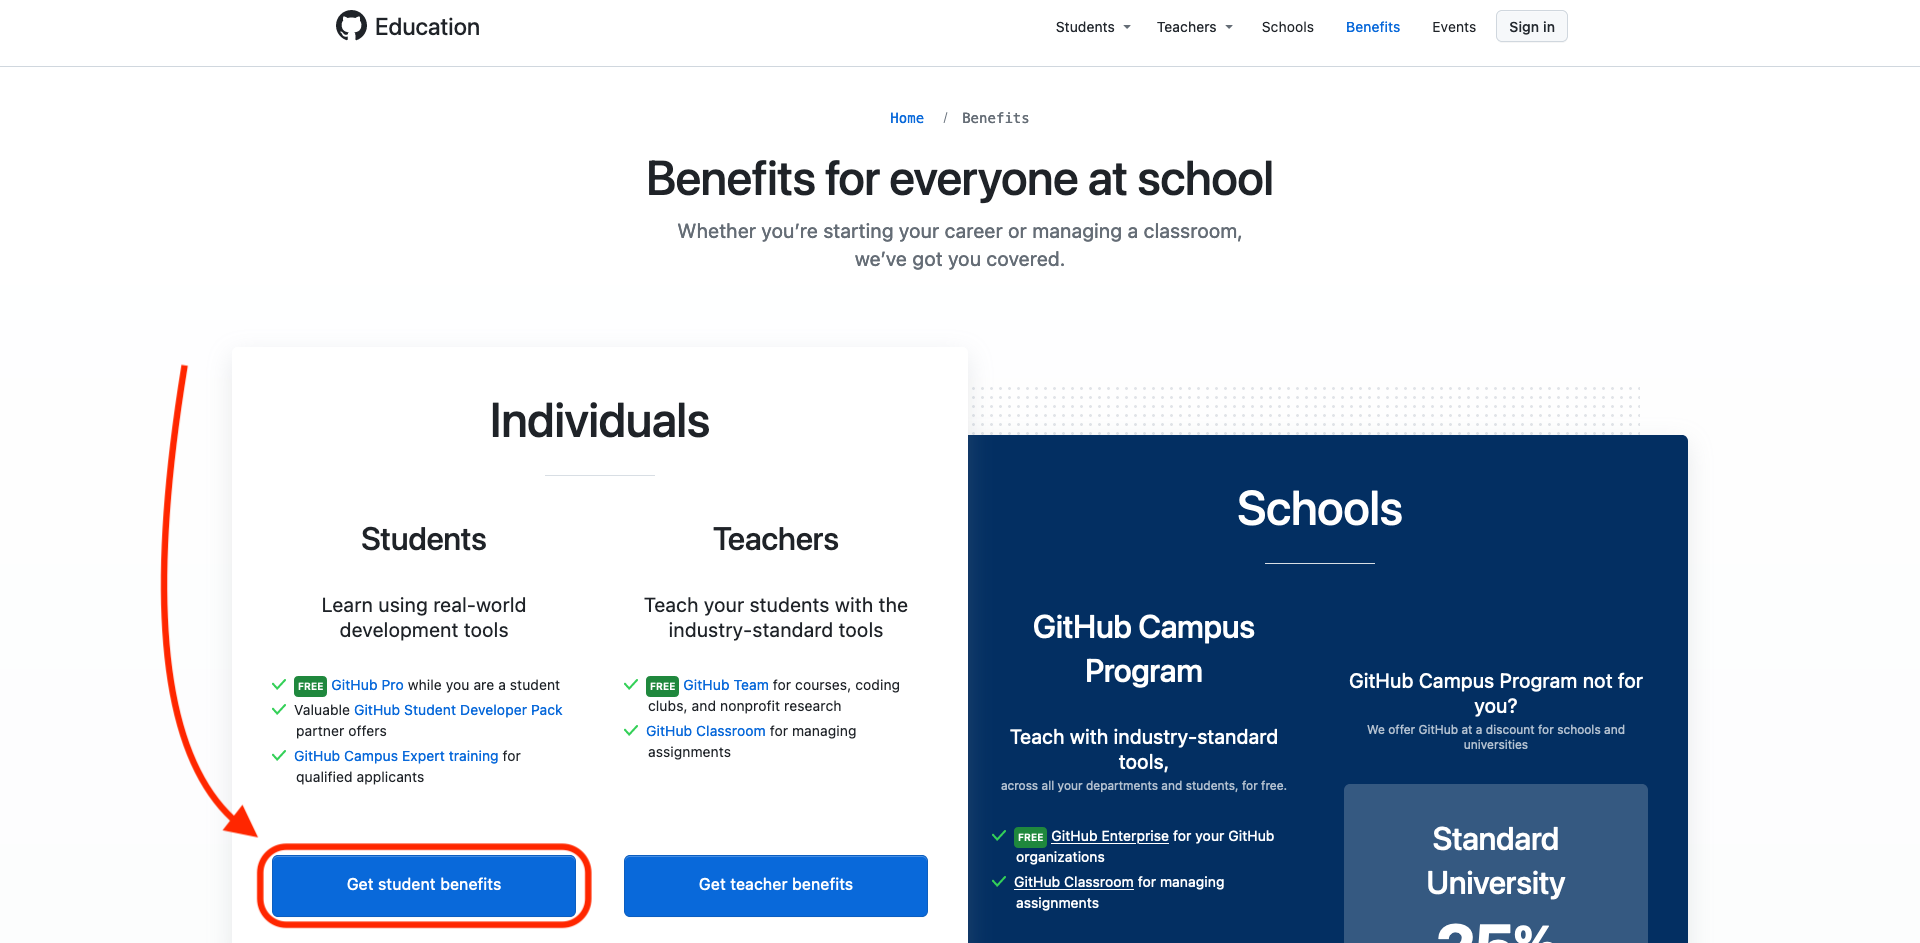 Education
Students
Teachers
Schools
Benefits
Events
Sign in
Home / Benefits
Benefits for everyone at school
Whether you’re starting your career or managing a classroom,
we’ve got you covered.
Individuals
Students
Learn using real-world
development tools
FREE GitHub Pro while you are a student
Valuable GitHub Student Developer Pack
partner offers
GitHub Campus Expert training for
qualified applicants
Get student benefits
Teachers
Teach your students with the
industry-standard tools
FREE GitHub Team for courses, coding
clubs, and nonprofit research
GitHub Classroom for managing
assignments
Get teacher benefits
Schools
GitHub Campus
Program
Teach with industry-standard
tools,
across all your departments and students, for free.
FREE GitHub Enterprise for your GitHub
organizations
GitHub Classroom for managing
assignments
GitHub Campus Program not for
you?
We offer GitHub at a discount for schools and
universities
Standard
University